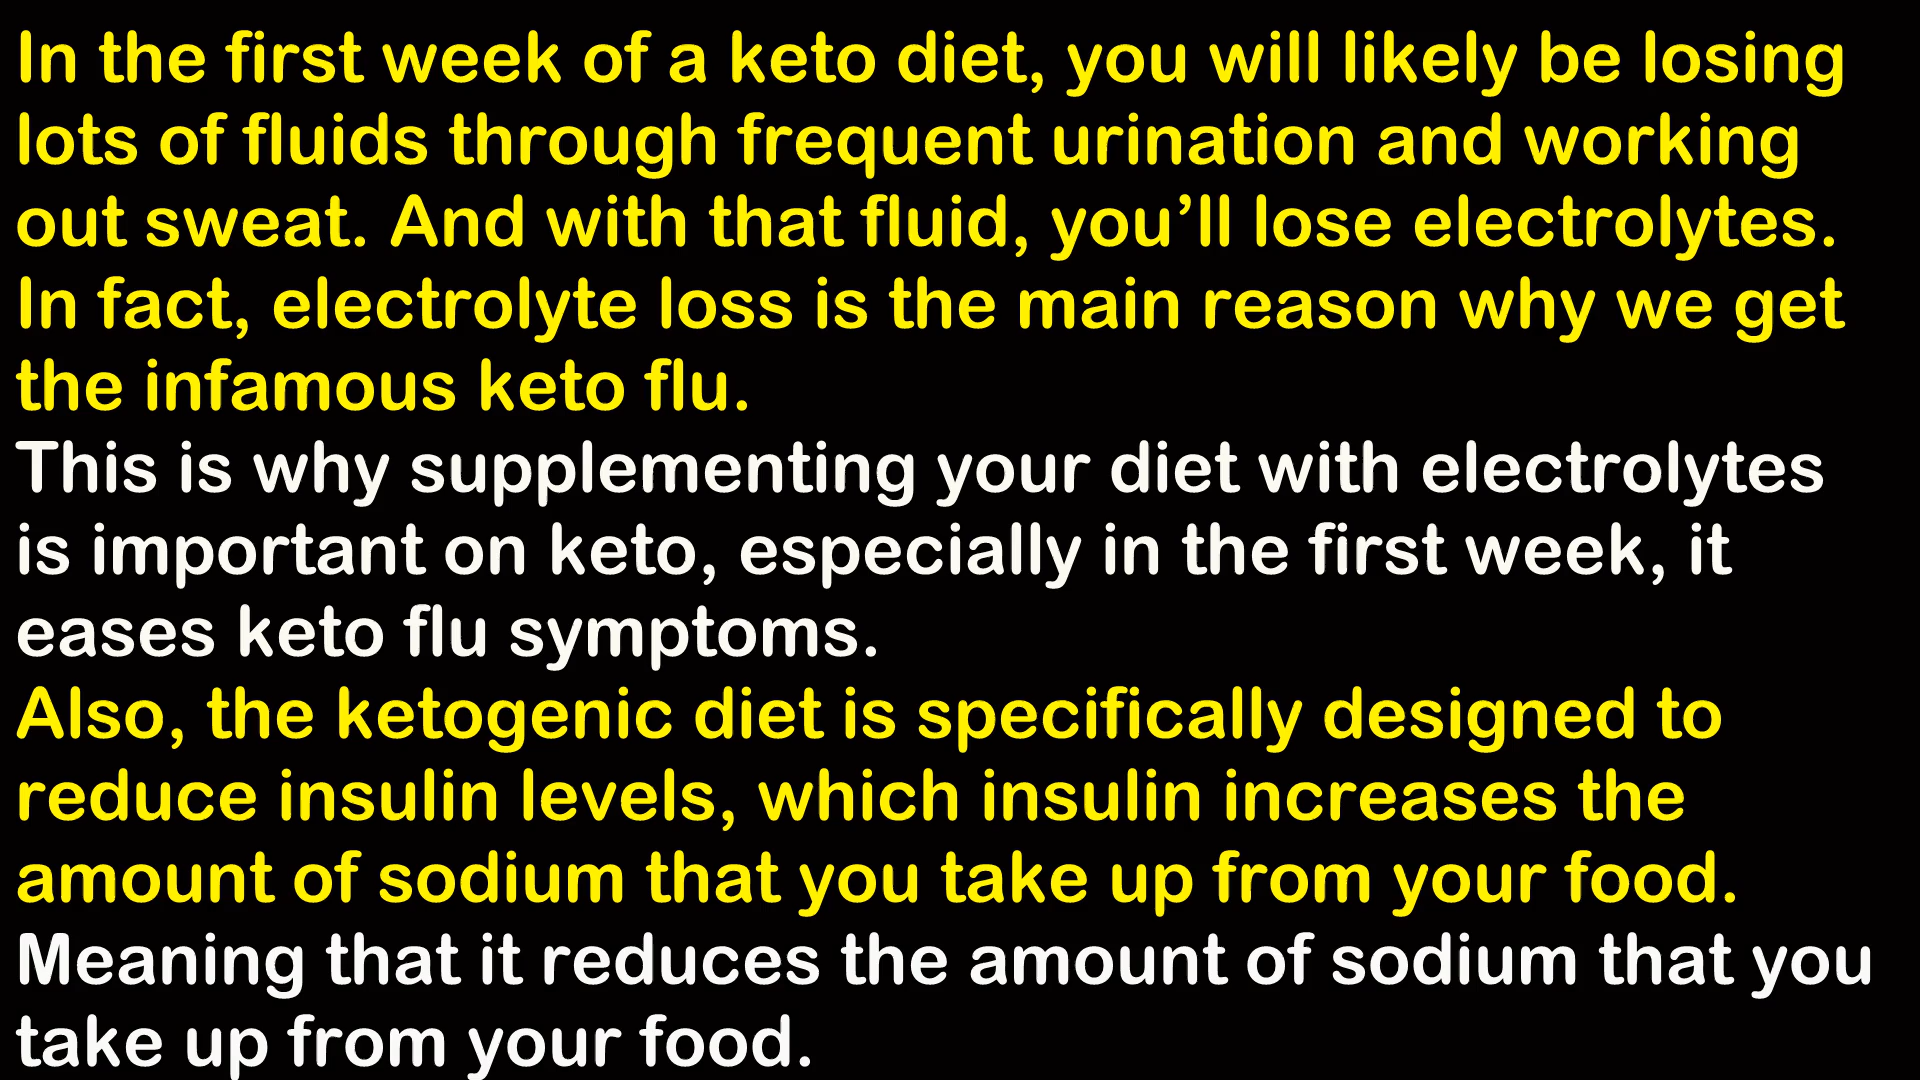 In the first week of a keto diet, you will likely be losing
lots of fluids through frequent urination and working
out sweat. And with that fluid, you’ll lose electrolytes.
In fact, electrolyte loss is the main reason why we get
the infamous keto flu.
This is why supplementing your diet with electrolytes
is important on keto, especially in the first week, it
eases keto flu symptoms.
Also, the ketogenic diet is specifically designed to
reduce insulin levels, which insulin increases the
amount of sodium that you take up from your food.
Meaning that it reduces the amount of sodium that you
take up from your food.